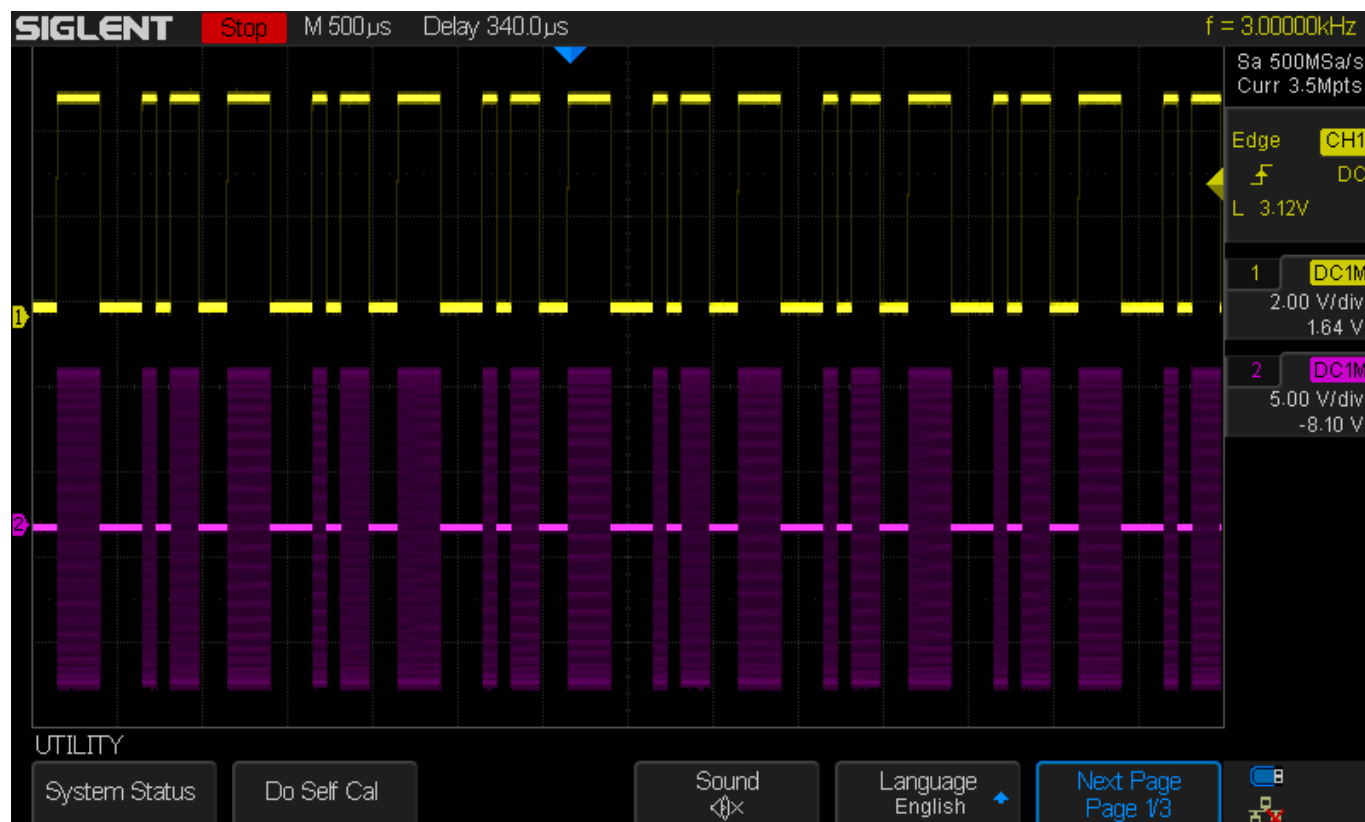 SIGLENT Stop M 500µs Delay 340.0µs f = 3.00000kHz
Sa 500MSa/s
Curr 3.5Mpts
Edge CH1
DC
L 3.12V
1 DC1M
2.00 V/div
1.64 V
2 DC1M
5.00 V/div
-8.10 V
1
2
UTILITY
System Status Do Self Cal Sound Language English Next Page Page 1/3